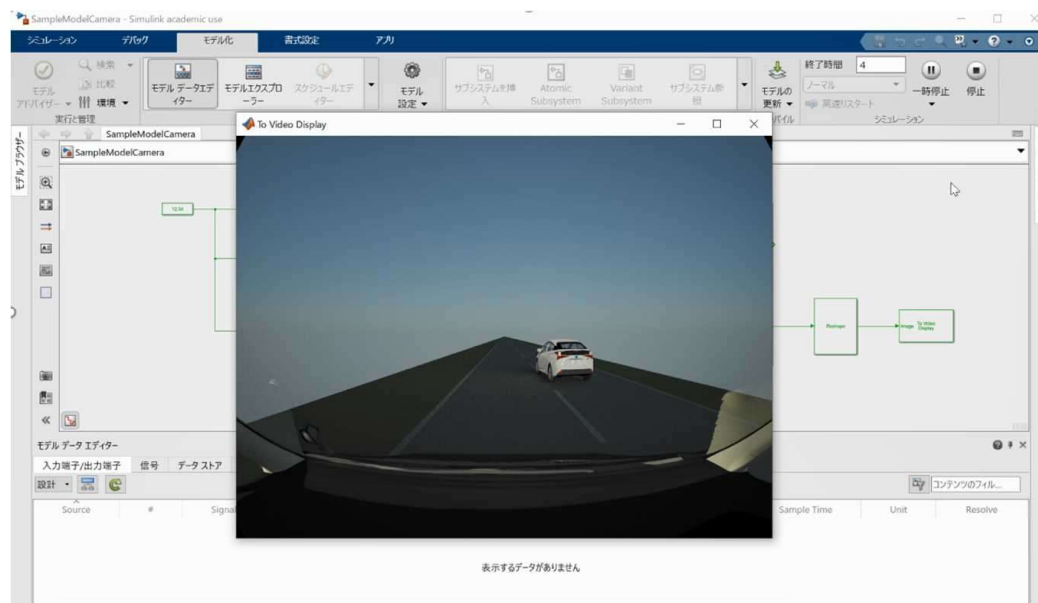 SampleModelCamera - Simulink academic use
シミュレーション デバッグ モデル化 書式設定 アプリ
検索 終了時間 4
モデル 比較 モデル データエディ モデルエクスプロ スケジュールエデ モデル サブシステムを挿 Atomic Variant サブシステム参 モデルの ノーマル 一時停止 停止
アドバイザー 環境 ター ーラー ィター 設定 入 Subsystem Subsystem 照 更新 高速リスタート
実行と管理 シミュレーション
To Video Display
SampleModelCamera
SampleModelCamera
モデル ブラウザー
12.34
Reshape Image To Video
Display
モデル データ エディター
入力端子/出力端子 信号 データ ストア
設計 コンテンツのフィル...
Source # Signal Sample Time Unit Resolve
表示するデータがありません